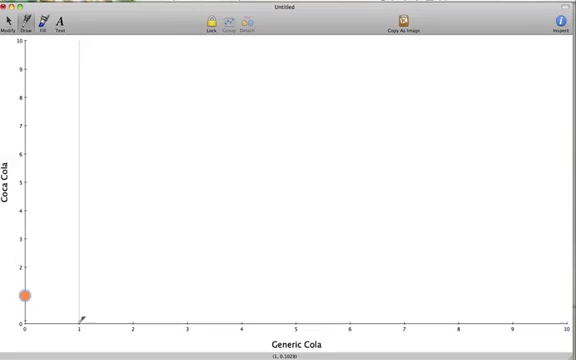 Untitled
Modify Draw Fill Text Lock Group Detach Copy As Image Inspect
10
9
8
7
6
5
4
3
2
0
Coca Cola
0 1 2 3 4 5 6 7 8 9 10
Generic Cola
(1, 0.1028)